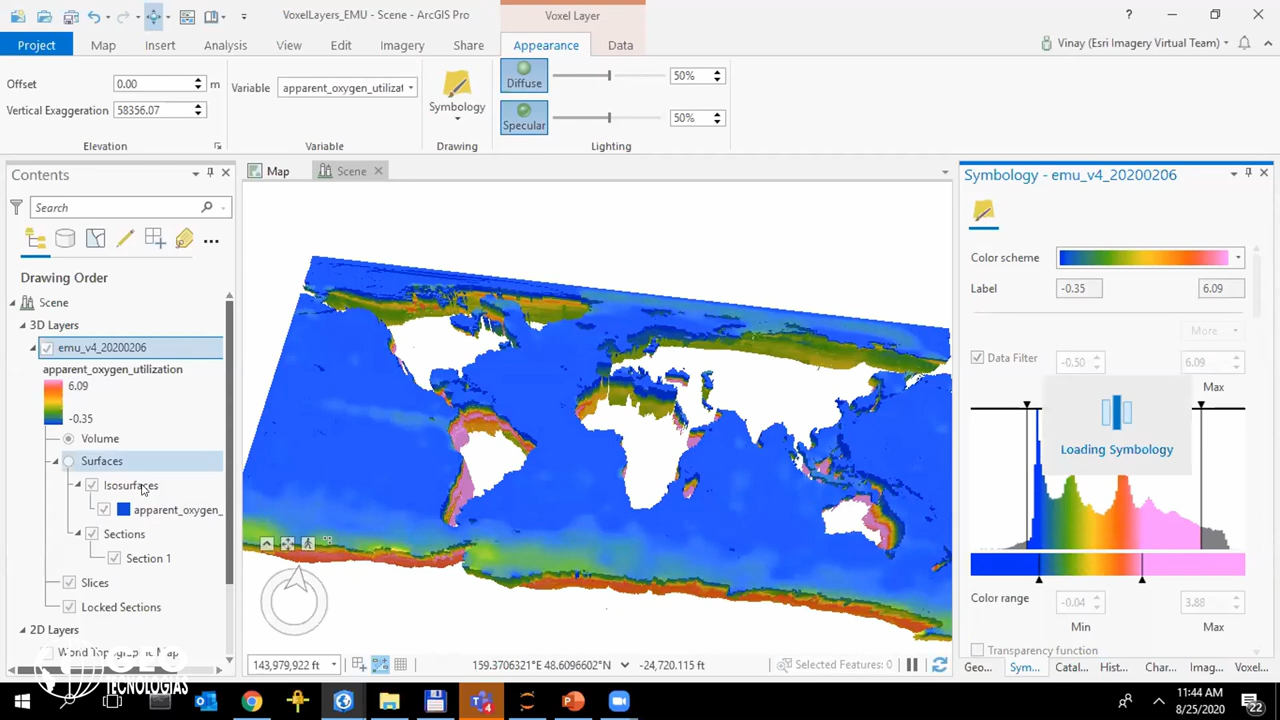 VoxelLayers_EMU - Scene - ArcGIS Pro
Voxel Layer
?
Project
Map
Insert
Analysis
View
Edit
Imagery
Share
Appearance
Data
Vinay (Esri Imagery Virtual Team)
Offset
0.00
m
Vertical Exaggeration
58356.07
Elevation
Variable
apparent_oxygen_utilizat
Variable
Symbology
Drawing
Diffuse
50%
Specular
50%
Lighting
Contents
Search
Drawing Order
Scene
3D Layers
emu_v4_20200206
apparent_oxygen_utilization
6.09
-0.35
Volume
Surfaces
Isosurfaces
apparent_oxygen_
Sections
Section 1
Slices
Locked Sections
2D Layers
World Topographic Map
TECNOLOGIAS
Map
Scene
143,979,922 ft
159.3706321°E 48.6096602°N
-24,720.115 ft
Selected Features: 0
Symbology - emu_v4_20200206
Color scheme
Label
-0.35
6.09
More
Data Filter
-0.50
6.09
Max
Loading Symbology
Color range
-0.04
3.88
Min
Max
Transparency function
Geo...
Sym...
Catal...
Hist...
Char...
Imag...
Voxel...
11:44 AM
8/25/2020
22